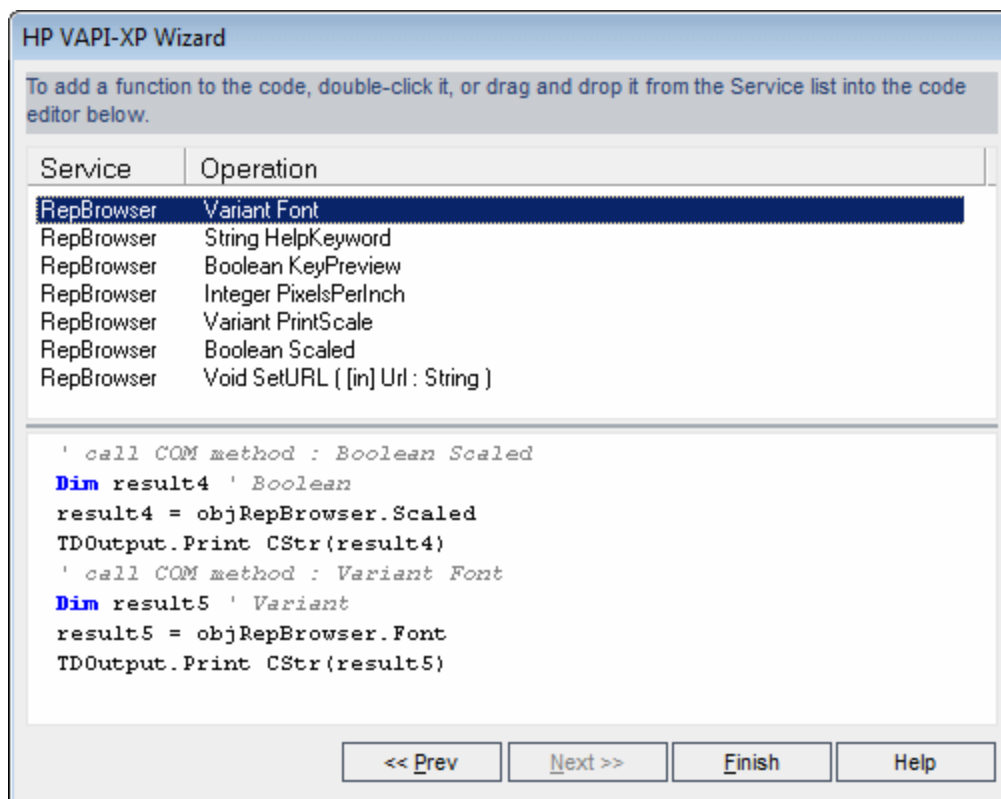 HP VAPI-XP Wizard
To add a function to the code, double-click it, or drag and drop it from the Service list into the code
editor below.
Service Operation
RepBrowser Variant Font
RepBrowser String HelpKeyword
RepBrowser Boolean KeyPreview
RepBrowser Integer PixelsPerInch
RepBrowser Variant PrintScale
RepBrowser Boolean Scaled
RepBrowser Void SetURL ( [in] Url : String )
' call COM method : Boolean Scaled
Dim result4 ' Boolean
result4 = objRepBrowser.Scaled
TDOutput.Print CStr(result4)
' call COM method : Variant Font
Dim result5 ' Variant
result5 = objRepBrowser.Font
TDOutput.Print CStr(result5)
<< Prev Next >> Finish Help